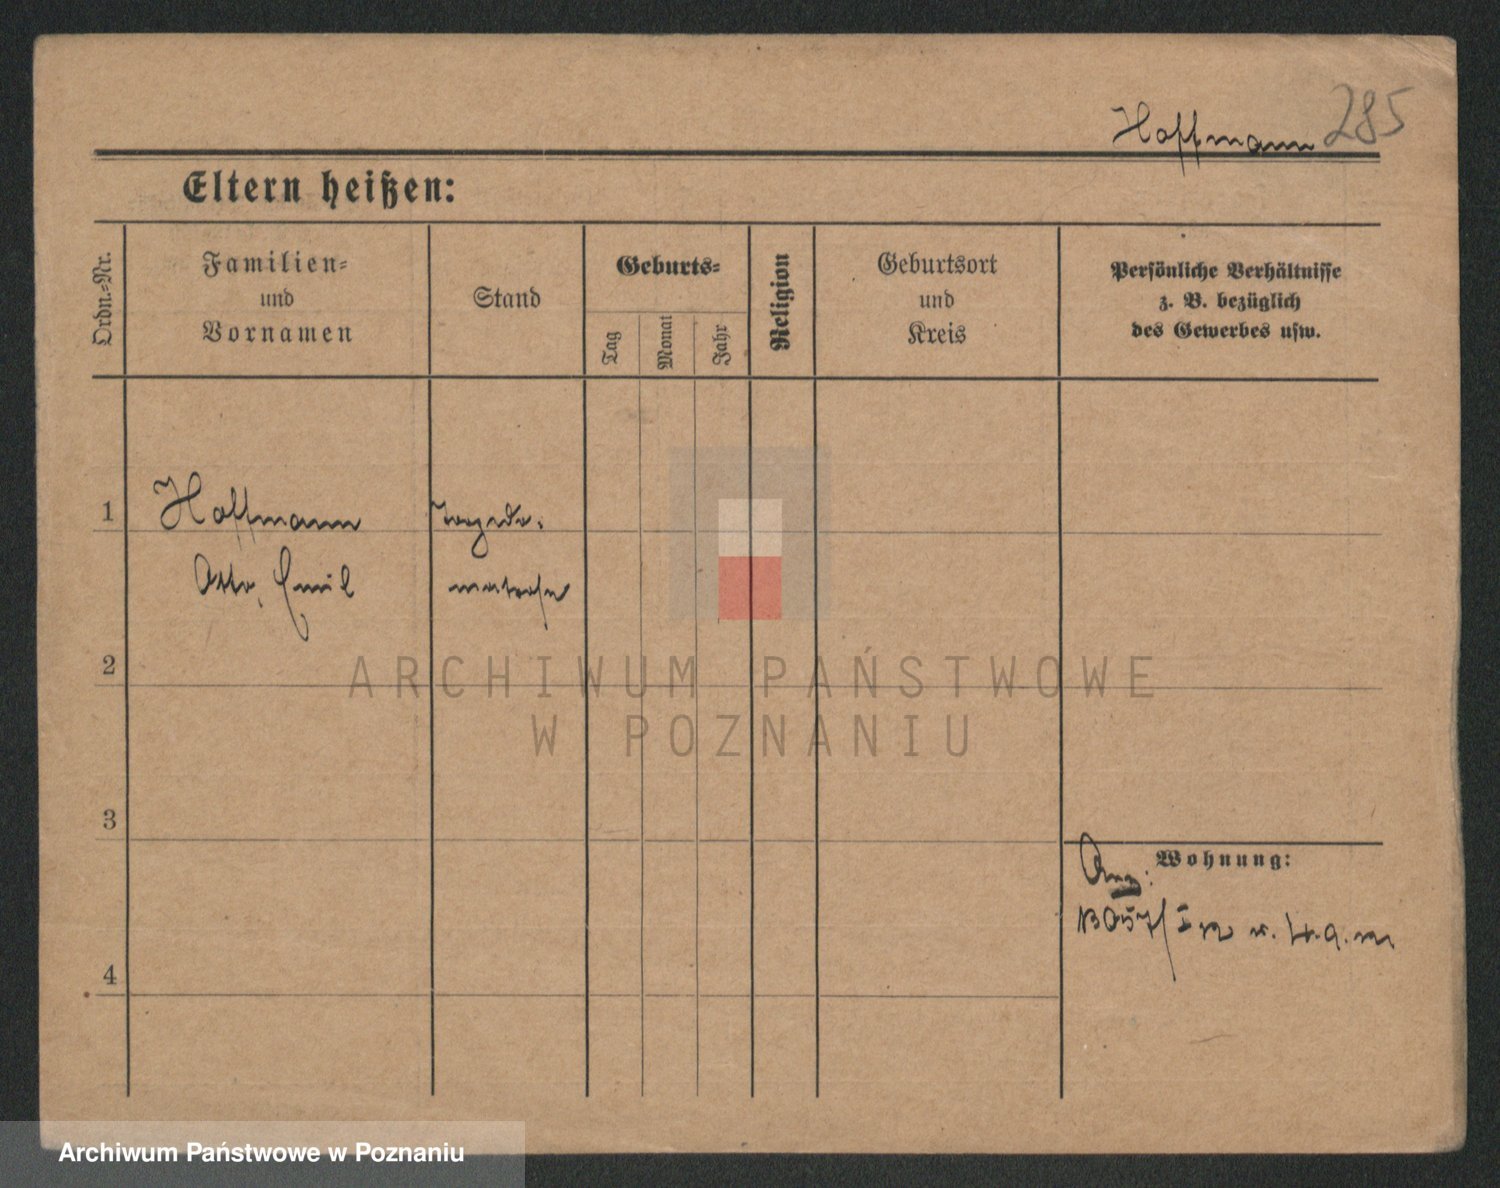 Hoffmann 285
Eltern heißen:
Ordn.-Nr.
Familien-
und
Vornamen
Stand
Geburts-
Tag
Monat
Jahr
Religion
Geburtsort
und
Kreis
Persönliche Verhältnisse
z. B. bezüglich
des Gewerbes usw.
1
Hoffmann
Torpedo-
Otto, Emil
matrose
2
ARCHIWUM PAŃSTWOWE
W POZNANIU
3
Wohnung:
4
Archiwum Państwowe w Poznaniu